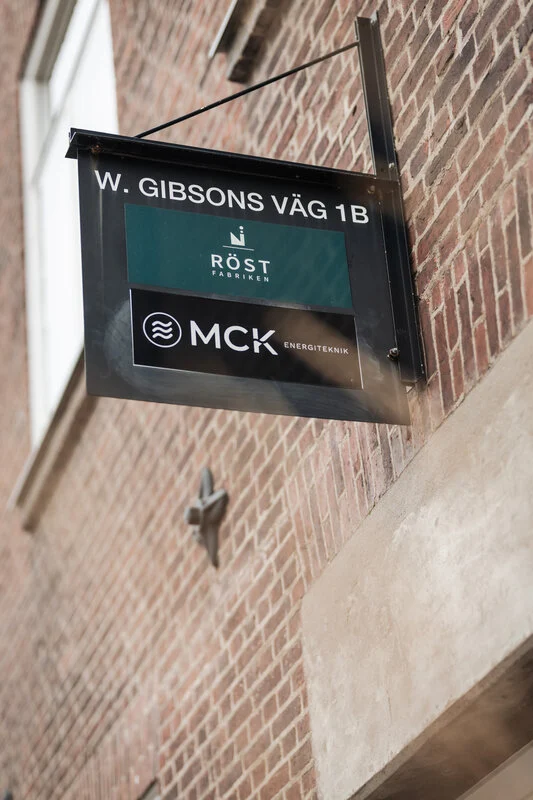 W. GIBSONS VÄG 1B
RÖST
FABRIKEN
MCK ENERGITEKNIK